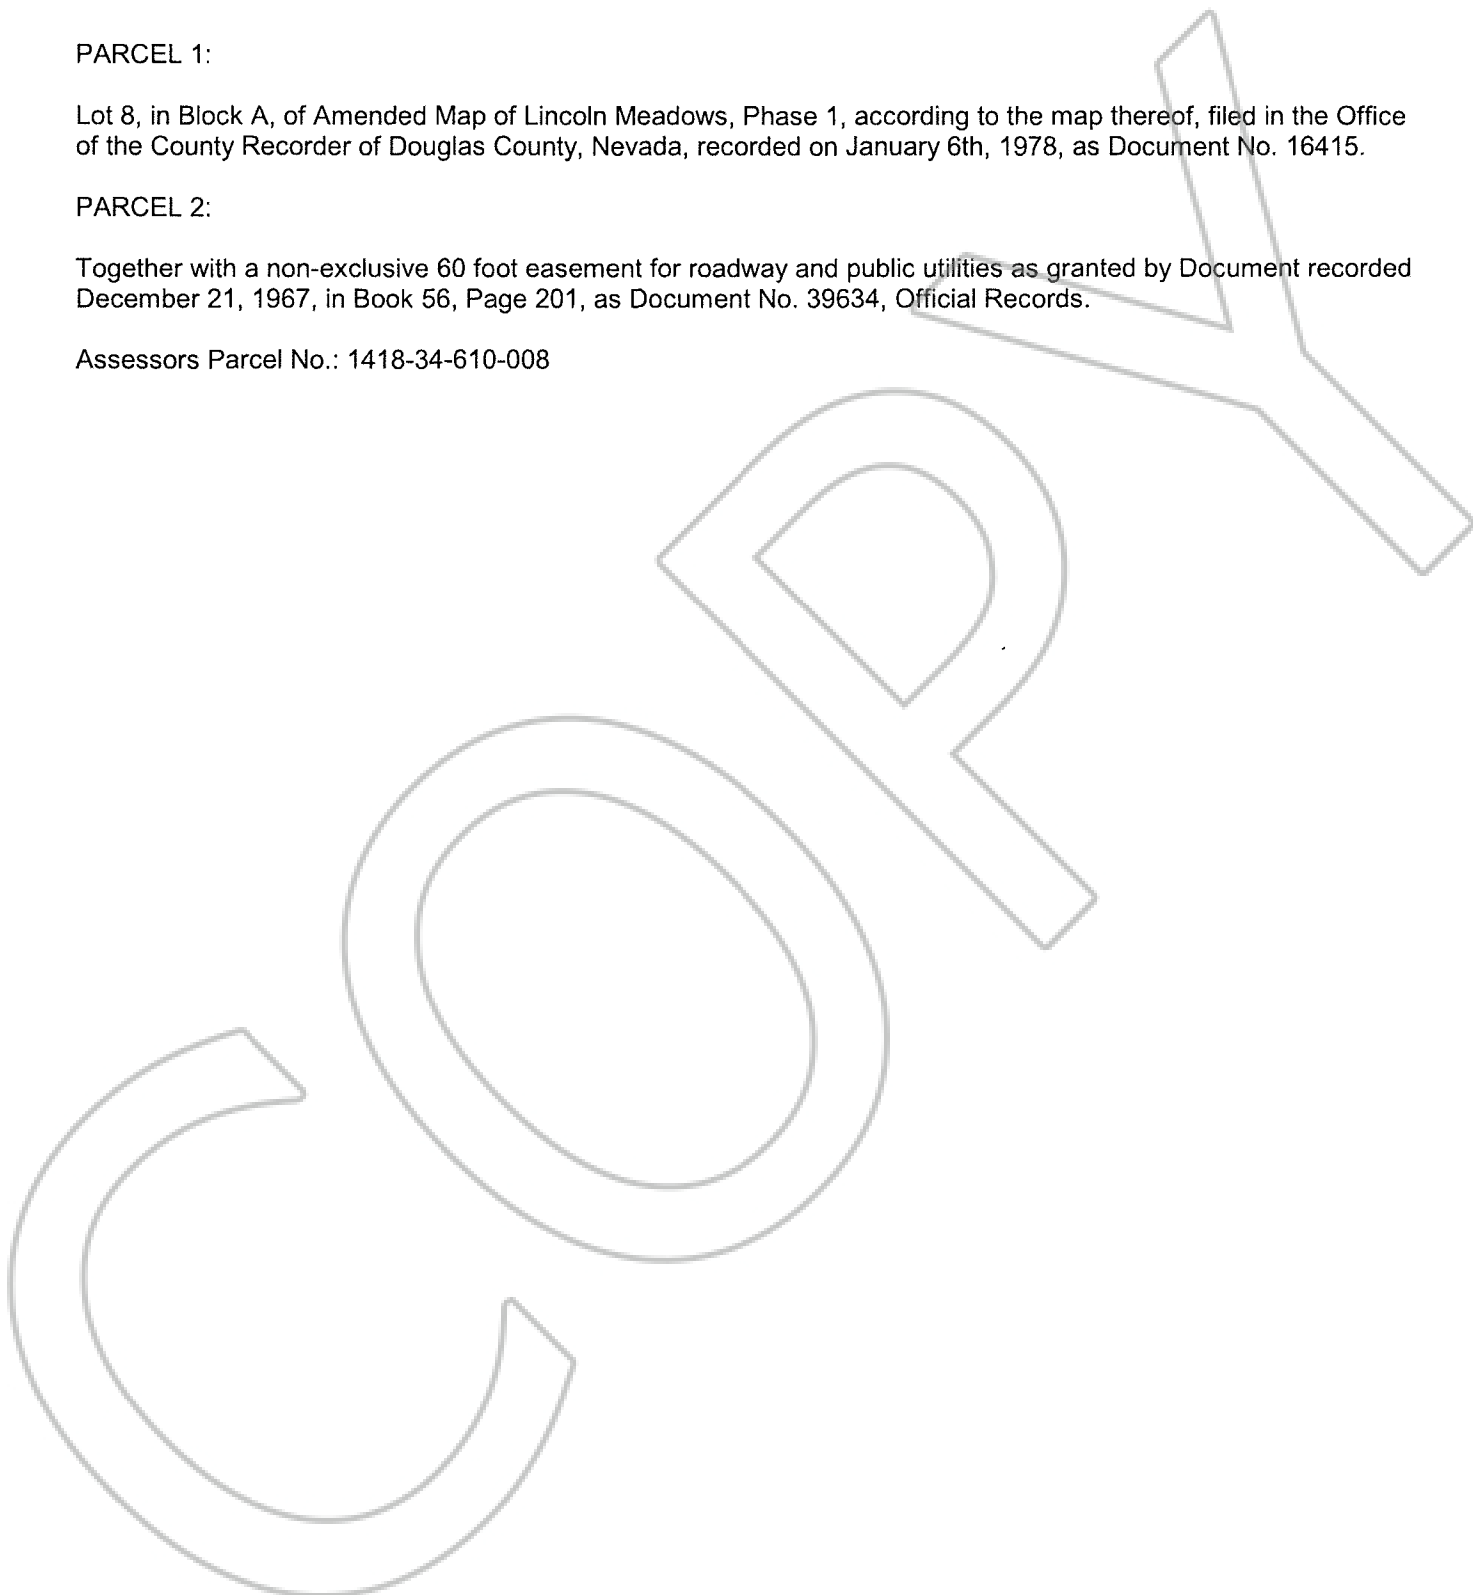 PARCEL 1:
Lot 8, in Block A, of Amended Map of Lincoln Meadows, Phase 1, according to the map thereof, filed in the Office
of the County Recorder of Douglas County, Nevada, recorded on January 6th, 1978, as Document No. 16415.
PARCEL 2:
Together with a non-exclusive 60 foot easement for roadway and public utilities as granted by Document recorded
December 21, 1967, in Book 56, Page 201, as Document No. 39634, Official Records.
Assessors Parcel No.: 1418-34-610-008
COPY